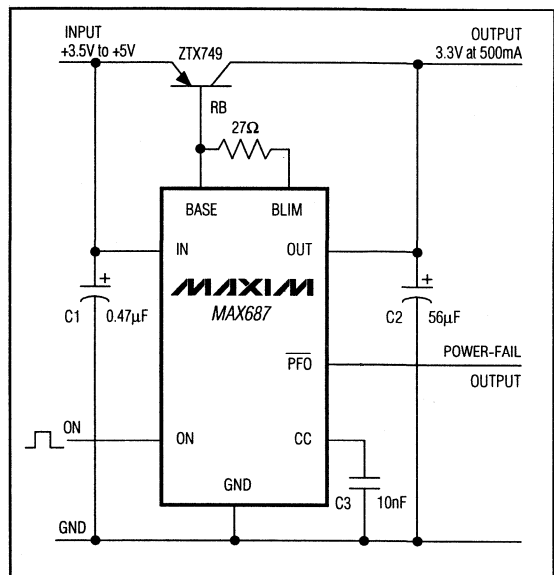 INPUT
+3.5V to +5V
ZTX749
OUTPUT
3.3V at 500mA
RB
27Ω
BASE
BLIM
IN
OUT
MAXIM
MAX687
C1
0.47µF
+
C2
56µF
+
PFO
POWER-FAIL
OUTPUT
ON
ON
CC
GND
C3
10nF
GND